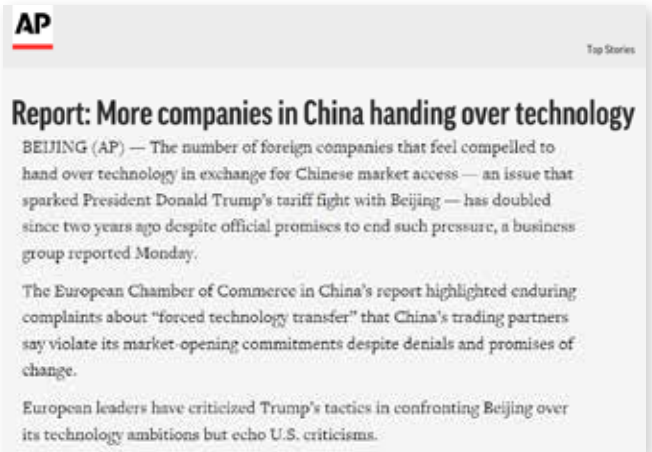 AP
Top Stories
Report: More companies in China handing over technology
BEIJING (AP) — The number of foreign companies that feel compelled to
hand over technology in exchange for Chinese market access — an issue that
sparked President Donald Trump's tariff fight with Beijing — has doubled
since two years ago despite official promises to end such pressure, a business
group reported Monday.
The European Chamber of Commerce in China's report highlighted enduring
complaints about “forced technology transfer” that China's trading partners
say violate its market-opening commitments despite denials and promises of
change.
European leaders have criticized Trump's tactics in confronting Beijing over
its technology ambitions but echo U.S. criticisms.